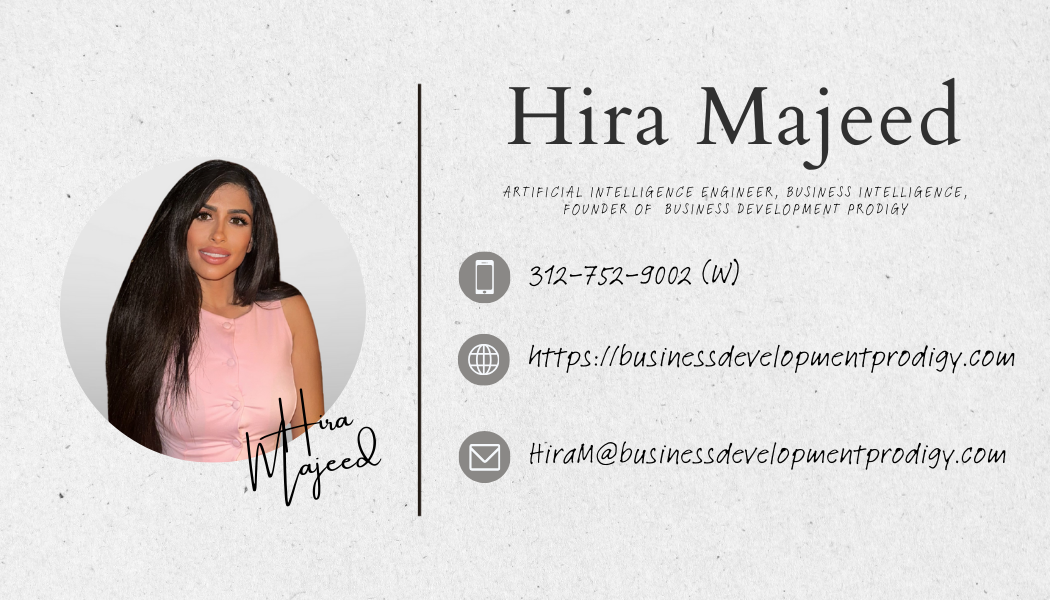 Hira Majeed
ARTIFICIAL INTELLIGENCE ENGINEER, BUSINESS INTELLIGENCE,
FOUNDER OF BUSINESS DEVELOPMENT PRODIGY
312-752-9002 (W)
https://businessdevelopmentprodigy.com
HiraM@businessdevelopmentprodigy.com
Hira
Majeed